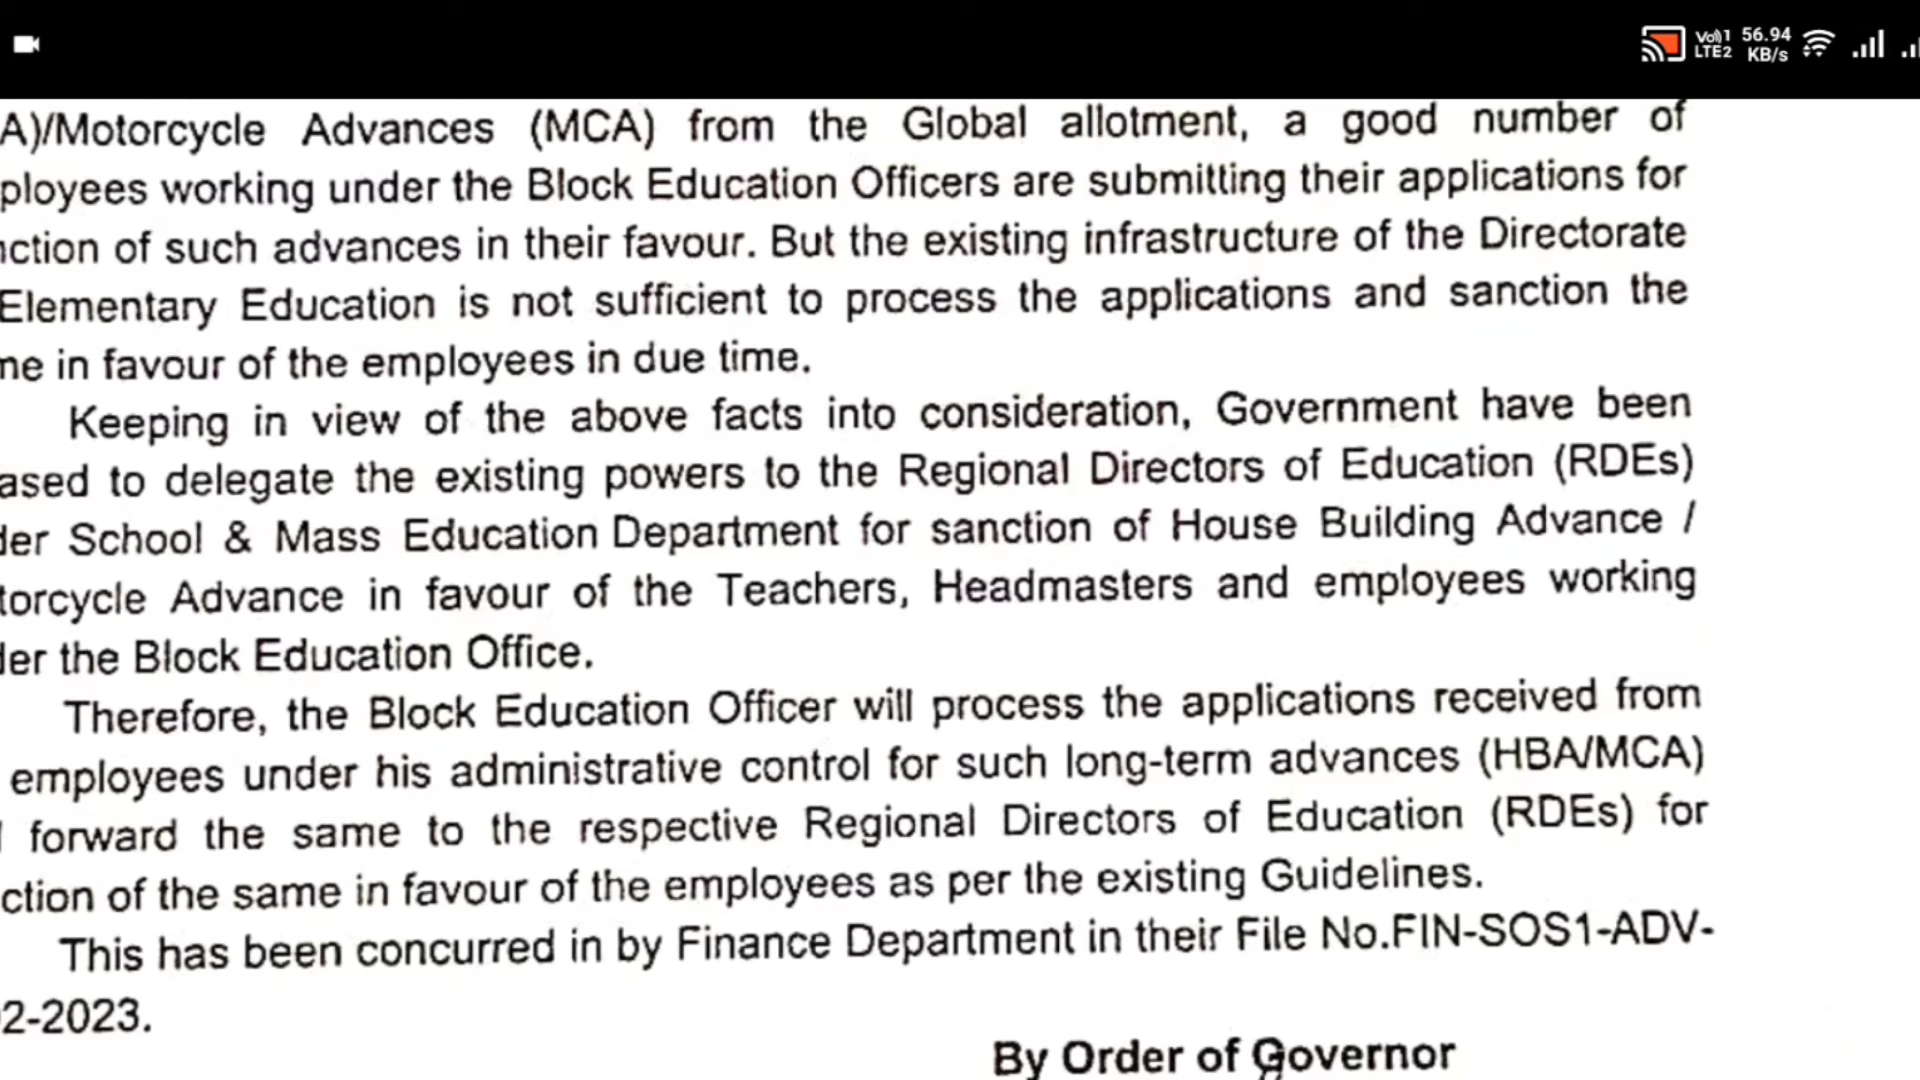 Vo))1 56.94
LTE2 KB/s
A)/Motorcycle Advances (MCA) from the Global allotment, a good number of
ployees working under the Block Education Officers are submitting their applications for
ction of such advances in their favour. But the existing infrastructure of the Directorate
Elementary Education is not sufficient to process the applications and sanction the
me in favour of the employees in due time.
Keeping in view of the above facts into consideration, Government have been
ased to delegate the existing powers to the Regional Directors of Education (RDEs)
der School & Mass Education Department for sanction of House Building Advance /
torcycle Advance in favour of the Teachers, Headmasters and employees working
der the Block Education Office.
Therefore, the Block Education Officer will process the applications received from
employees under his administrative control for such long-term advances (HBA/MCA)
forward the same to the respective Regional Directors of Education (RDEs) for
ction of the same in favour of the employees as per the existing Guidelines.
This has been concurred in by Finance Department in their File No.FIN-SOS1-ADV-
2-2023.
By Order of Governor